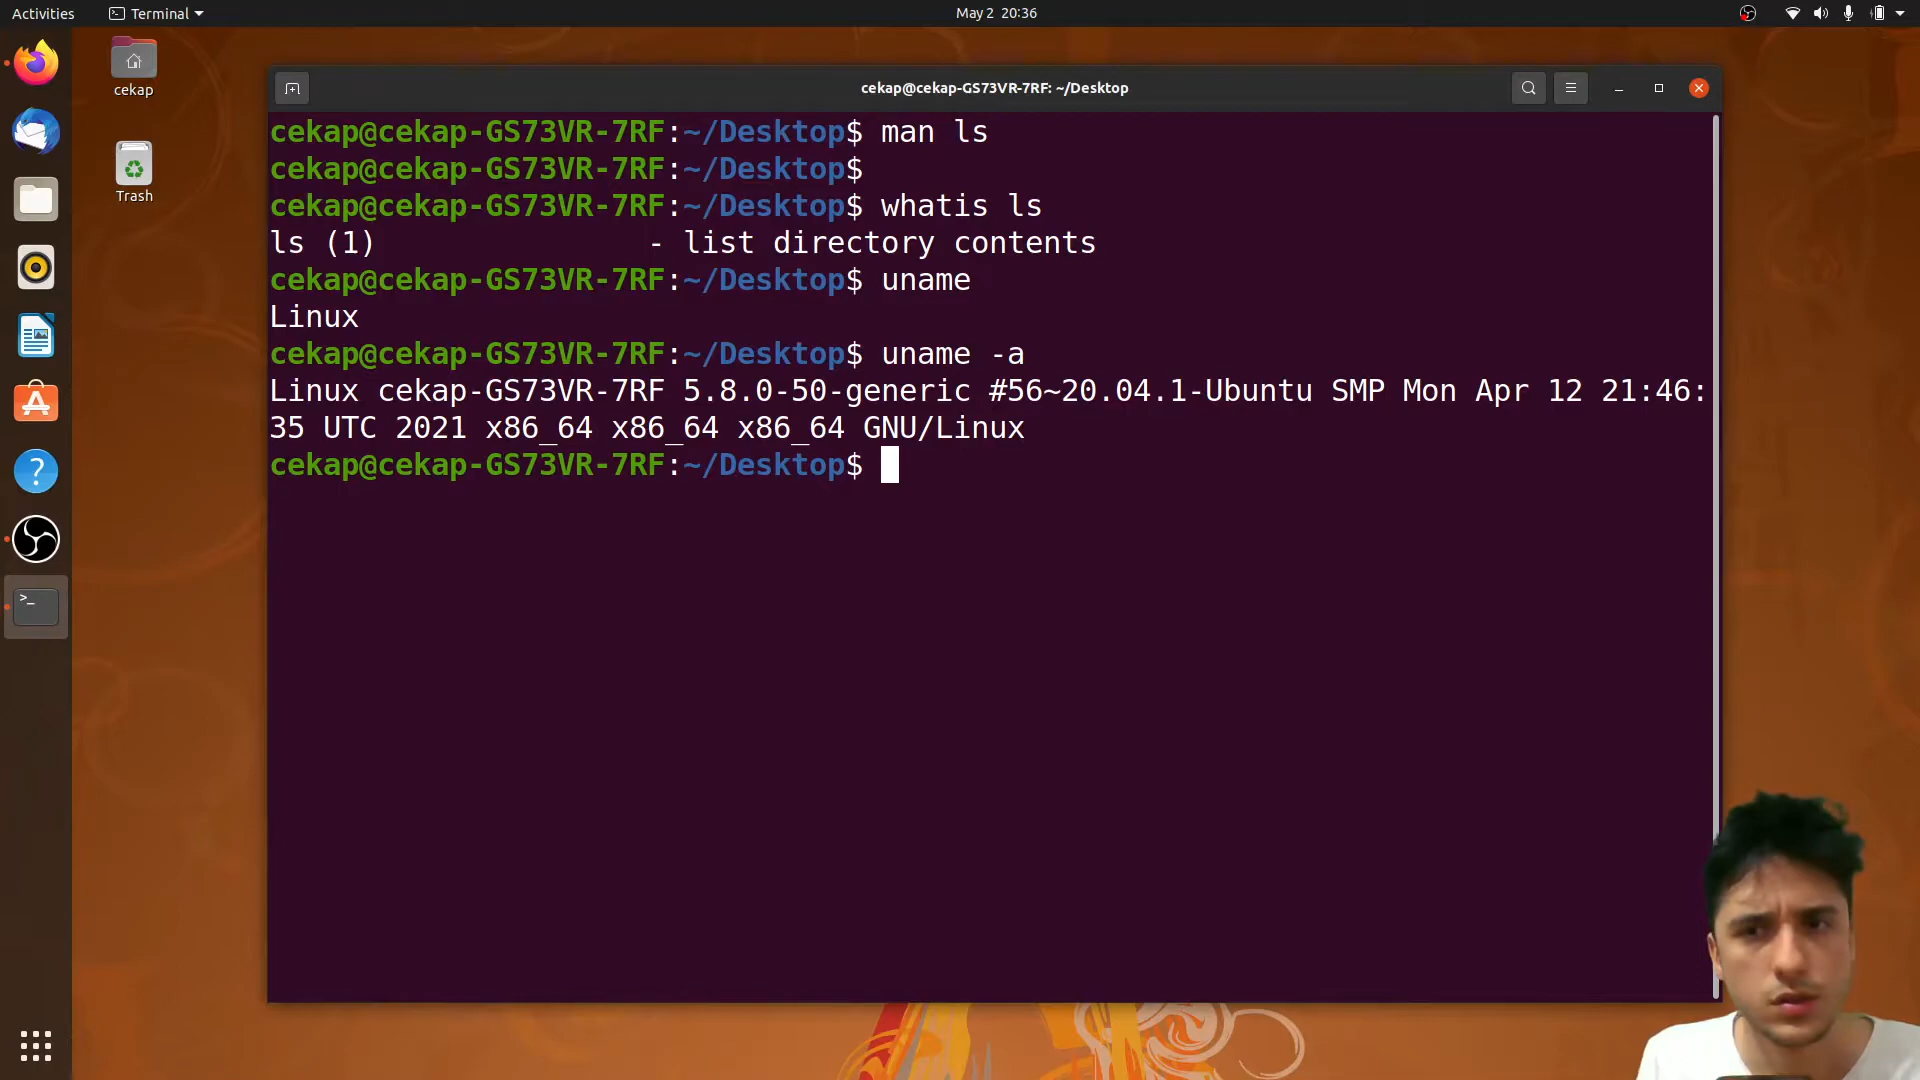 Activities
Terminal
May 2 20:36
cekap
Trash
cekap@cekap-GS73VR-7RF: ~/Desktop
cekap@cekap-GS73VR-7RF:~/Desktop$ man ls
cekap@cekap-GS73VR-7RF:~/Desktop$
cekap@cekap-GS73VR-7RF:~/Desktop$ whatis ls
ls (1)               - list directory contents
cekap@cekap-GS73VR-7RF:~/Desktop$ uname
Linux
cekap@cekap-GS73VR-7RF:~/Desktop$ uname -a
Linux cekap-GS73VR-7RF 5.8.0-50-generic #56~20.04.1-Ubuntu SMP Mon Apr 12 21:46:
35 UTC 2021 x86_64 x86_64 x86_64 GNU/Linux
cekap@cekap-GS73VR-7RF:~/Desktop$